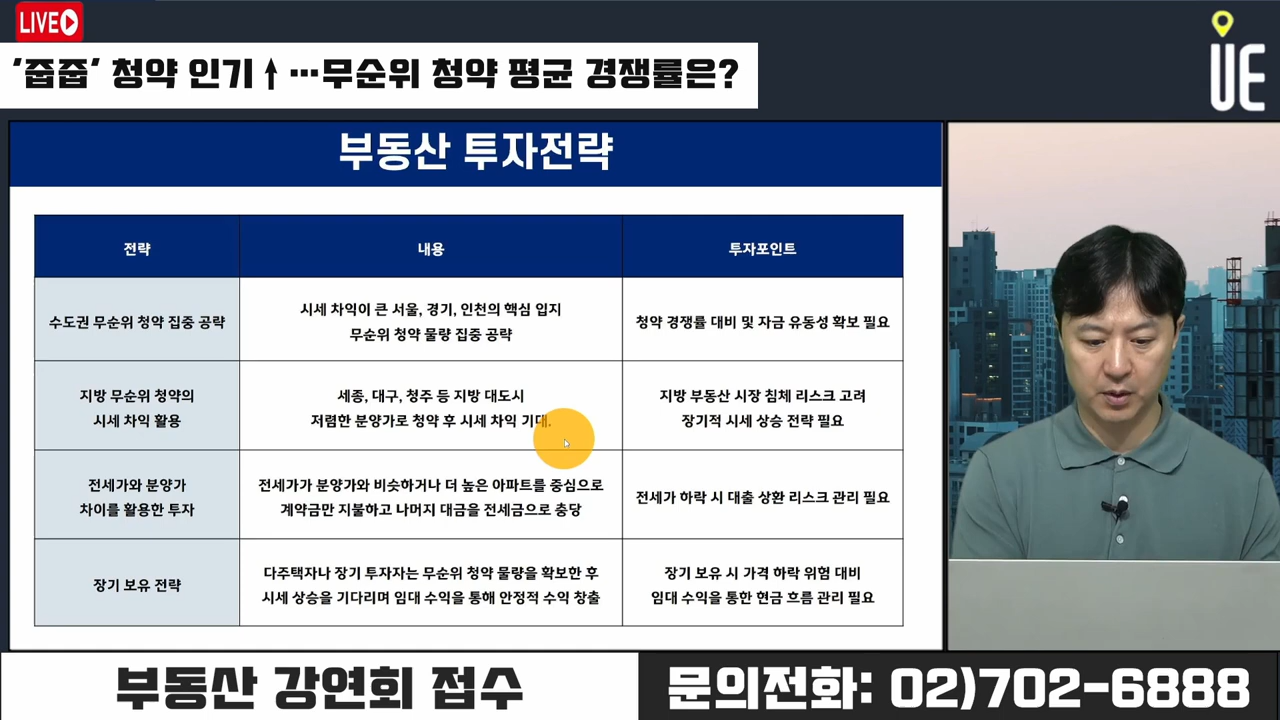 LIVE
'줍줍' 청약 인기↑…무순위 청약 평균 경쟁률은?
UE
부동산 투자전략
전략
내용
투자포인트
수도권 무순위 청약 집중 공략
시세 차익이 큰 서울, 경기, 인천의 핵심 입지
무순위 청약 물량 집중 공략
청약 경쟁률 대비 및 자금 유동성 확보 필요
지방 무순위 청약의
시세 차익 활용
세종, 대구, 청주 등 지방 대도시
저렴한 분양가로 청약 후 시세 차익 기대.
지방 부동산 시장 침체 리스크 고려
장기적 시세 상승 전략 필요
전세가와 분양가
차이를 활용한 투자
전세가가 분양가와 비슷하거나 더 높은 아파트를 중심으로
계약금만 지불하고 나머지 대금을 전세금으로 충당
전세가 하락 시 대출 상환 리스크 관리 필요
장기 보유 전략
다주택자나 장기 투자자는 무순위 청약 물량을 확보한 후
시세 상승을 기다리며 임대 수익을 통해 안정적 수익 창출
장기 보유 시 가격 하락 위험 대비
임대 수익을 통한 현금 흐름 관리 필요
부동산 강연회 접수
문의전화: 02)702-6888